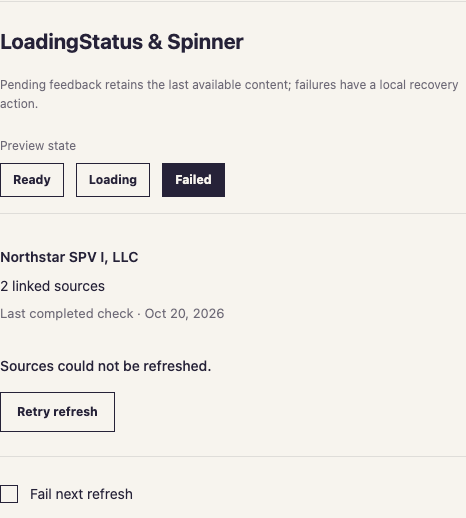 LoadingStatus & Spinner
Pending feedback retains the last available content; failures have a local recovery
action.
Preview state
Ready
Loading
Failed
Northstar SPV I, LLC
2 linked sources
Last completed check · Oct 20, 2026
Sources could not be refreshed.
Retry refresh
Fail next refresh